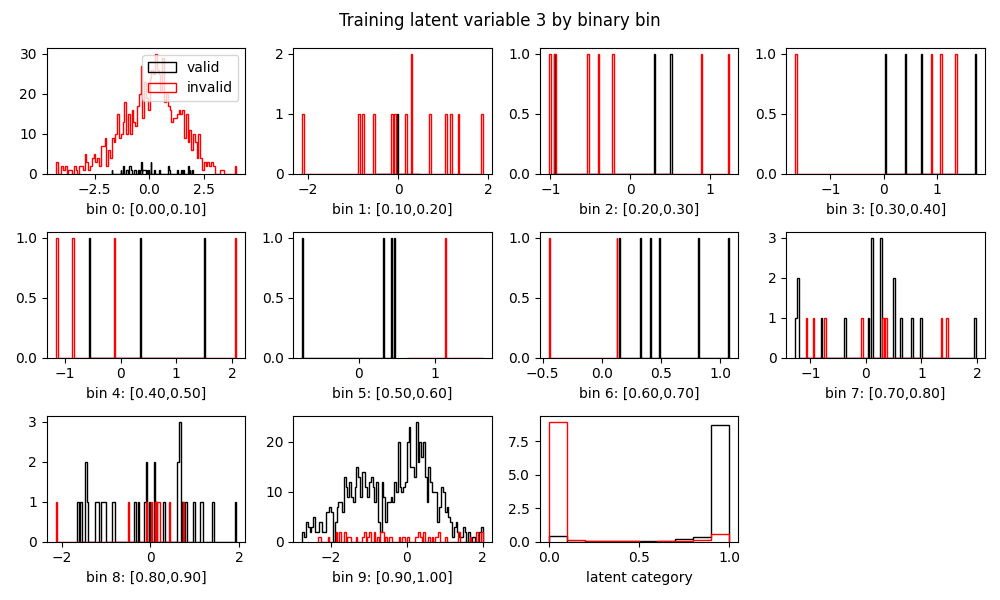 Training latent variable 3 by binary bin
30
20
10
0
−2.5 0.0 2.5
bin 0: [0.00,0.10]
valid
invalid
2
1
0
−2 0 2
bin 1: [0.10,0.20]
1.0
0.5
0.0
−1 0 1
bin 2: [0.20,0.30]
1.0
0.5
0.0
−1 0 1
bin 3: [0.30,0.40]
1.0
0.5
0.0
−1 0 1 2
bin 4: [0.40,0.50]
1.0
0.5
0.0
0 1
bin 5: [0.50,0.60]
1.0
0.5
0.0
−0.5 0.0 0.5 1.0
bin 6: [0.60,0.70]
3
2
1
0
−1 0 1 2
bin 7: [0.70,0.80]
3
2
1
0
−2 0 2
bin 8: [0.80,0.90]
20
10
0
−2 0 2
bin 9: [0.90,1.00]
7.5
5.0
2.5
0.0
0.0 0.5 1.0
latent category